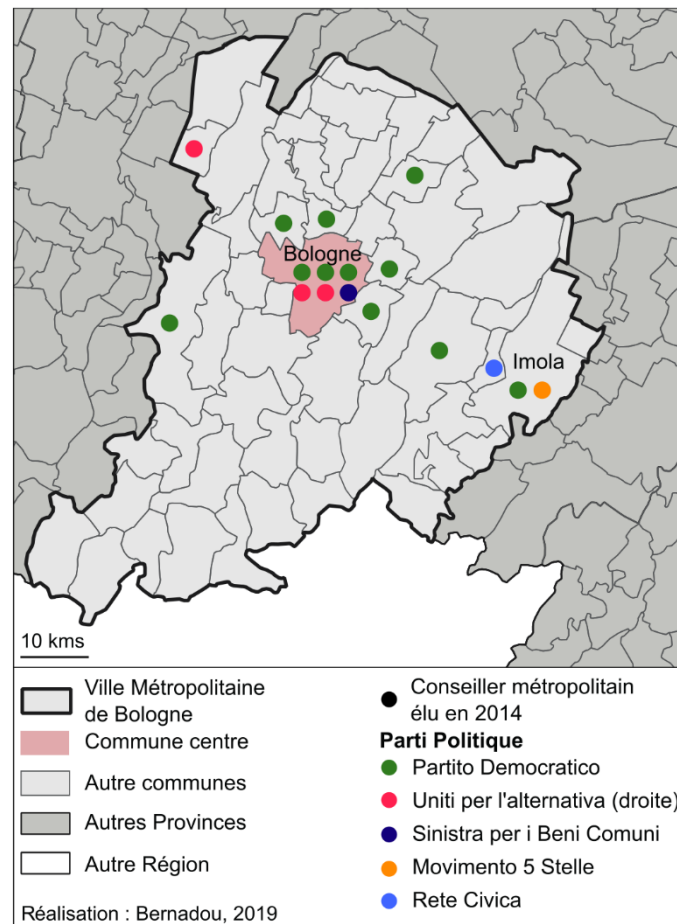 Bologne
Imola
10 kms
Ville Métropolitaine
de Bologne
Commune centre
Autre communes
Autres Provinces
Autre Région
Réalisation : Bernadou, 2019
Conseiller métropolitain
élu en 2014
Parti Politique
Partito Democratico
Uniti per l'alternativa (droite)
Sinistra per i Beni Comuni
Movimento 5 Stelle
Rete Civica